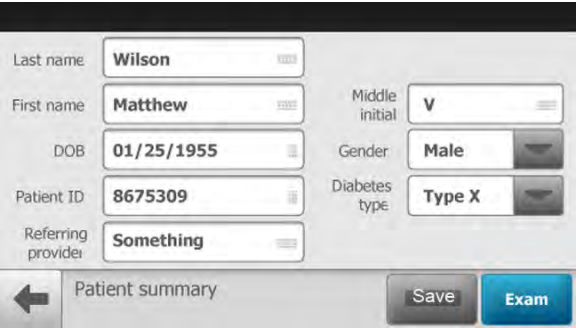 Last name Wilson
First name Matthew Middle initial V
DOB 01/25/1955 Gender Male
Patient ID 8675309 Diabetes type Type X
Referring provider Something
Patient summary Save Exam